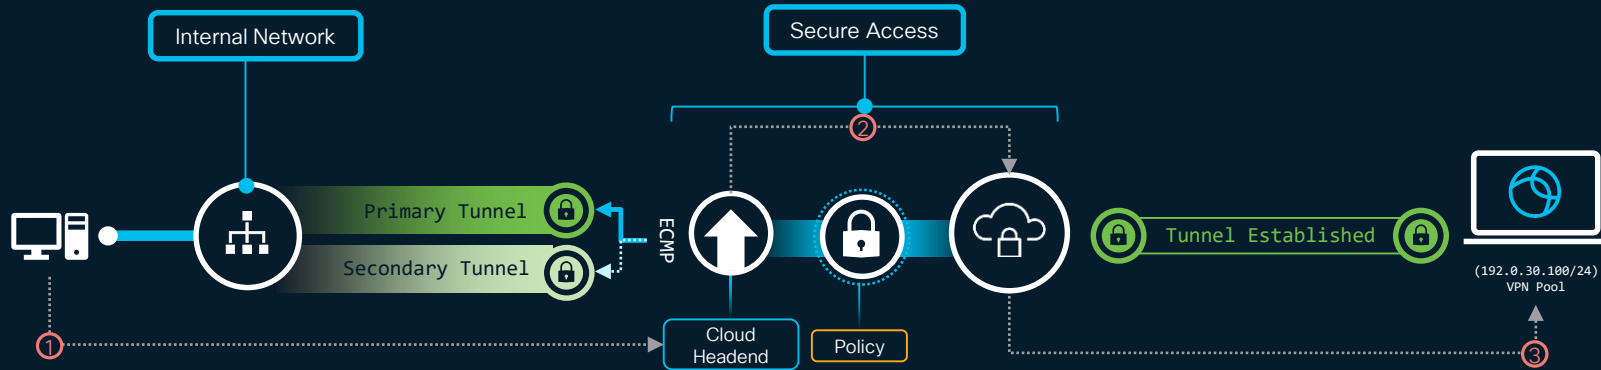 Internal Network
Secure Access
2
Primary Tunnel
Secondary Tunnel
ECMP
Tunnel Established
(192.0.30.100/24)
VPN Pool
1
Cloud
Headend
Policy
3